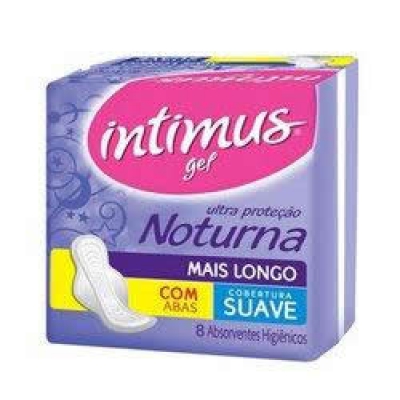 intimus®
gel
ultra proteção
Noturna
MAIS LONGO
COM
ABAS
COBERTURA
SUAVE
8 Absorventes Higiênicos